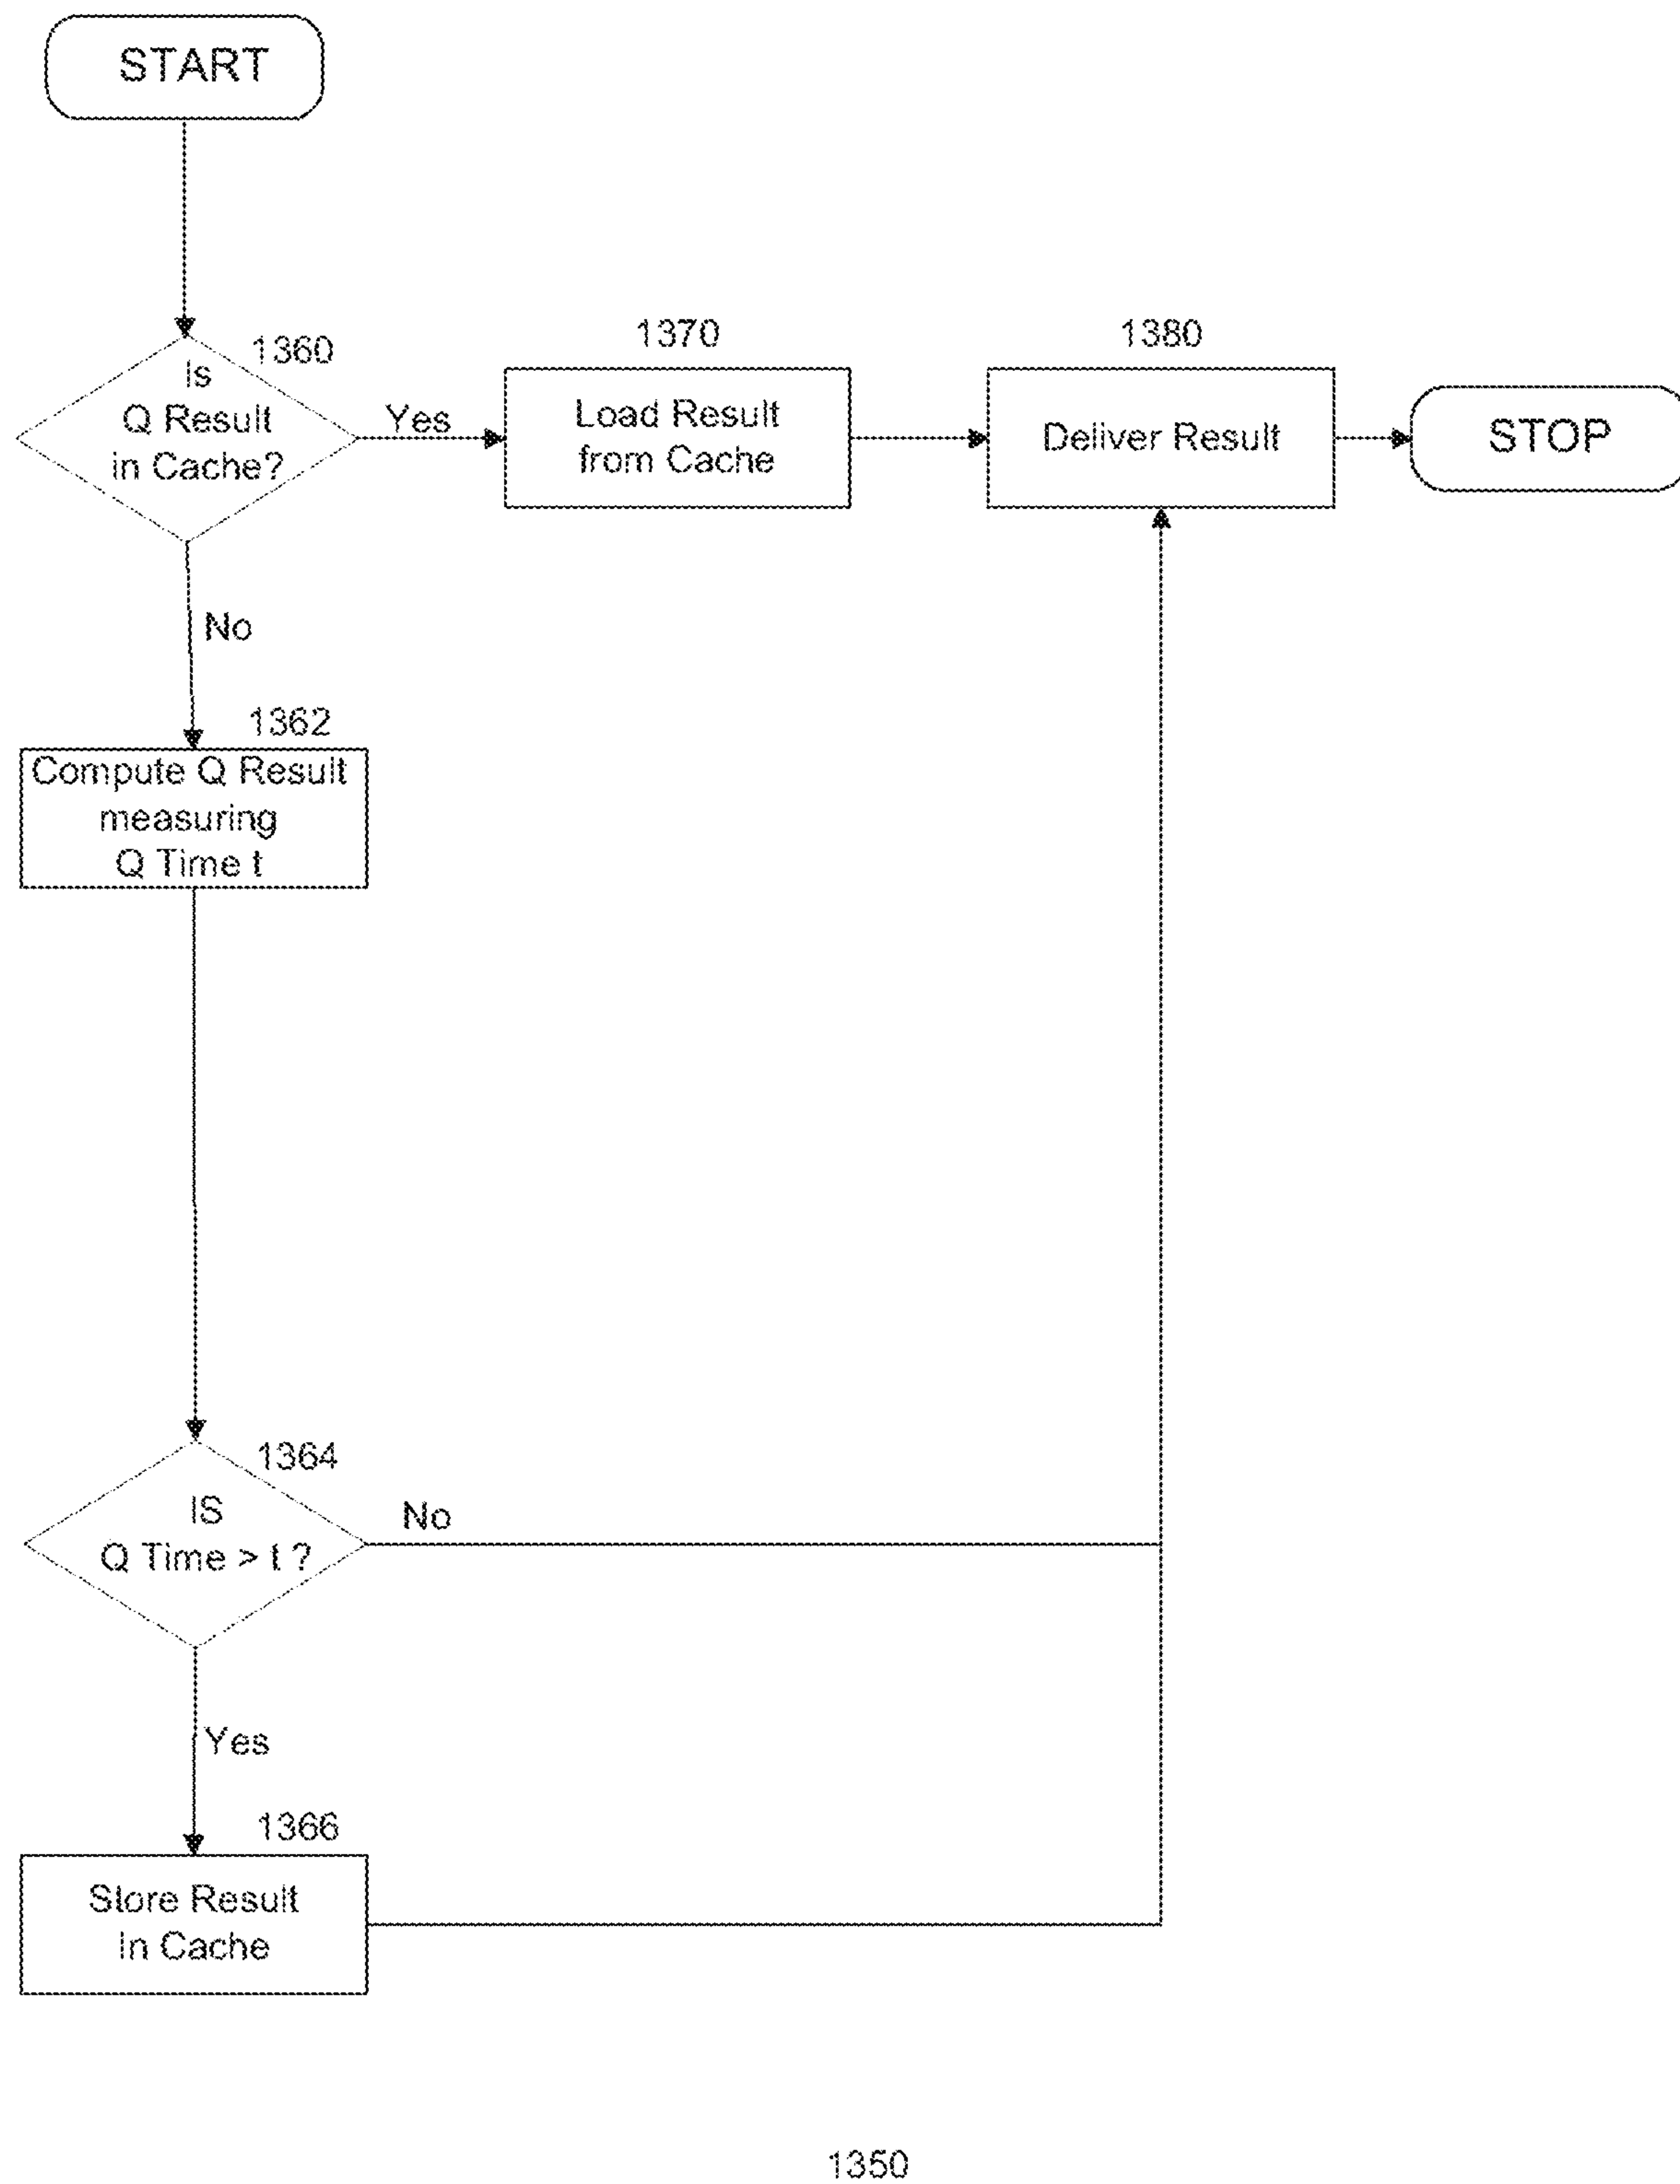 START
1360
Is
Q Result
in Cache?
Yes
1370
Load Result
from Cache
1380
Deliver Result
STOP
No
1362
Compute Q Result
measuring
Q Time t
1364
IS
Q Time > t ?
No
Yes
1366
Store Result
in Cache
1350